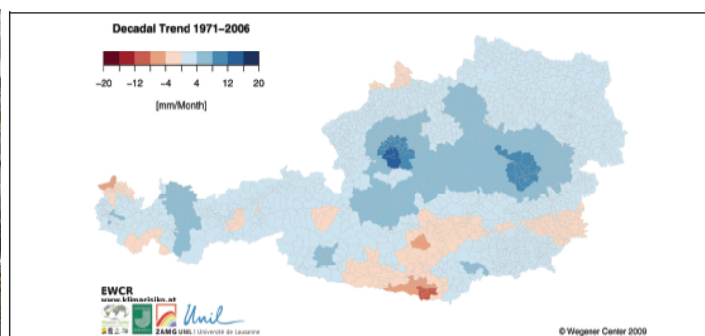 Decadal Trend 1971–2006
−20 −12 −4 4 12 20
[mm/Month]
EWCR
www.klimarisiko.at
ZAMG UNIL | Université de Lausanne
Unil
© Wegener Center 2009